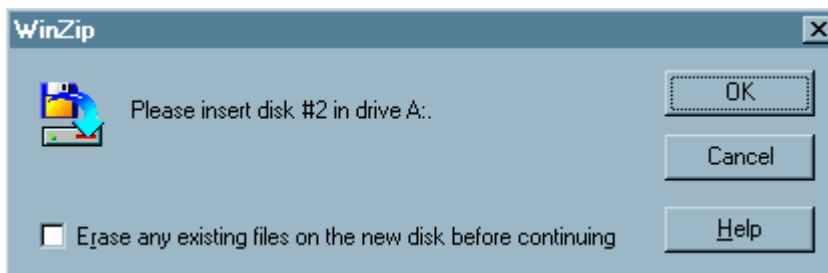 WinZip
Please insert disk #2 in drive A:.
OK
Cancel
Erase any existing files on the new disk before continuing
Help